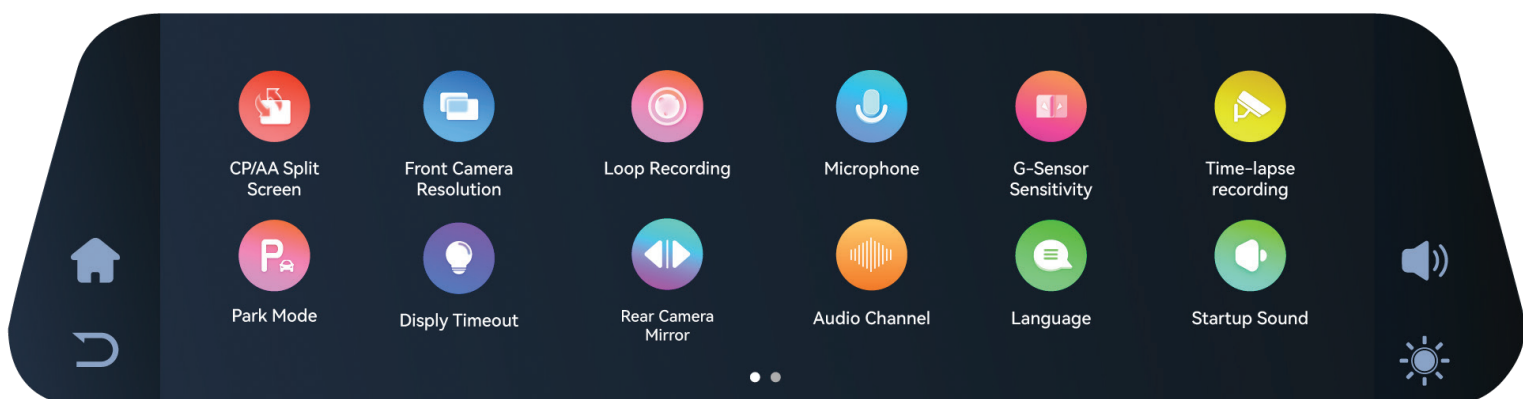 CP/AA Split
Screen
Front Camera
Resolution
Loop Recording
Microphone
G-Sensor
Sensitivity
Time-lapse
recording
P
Park Mode
Disply Timeout
Rear Camera
Mirror
Audio Channel
Language
Startup Sound